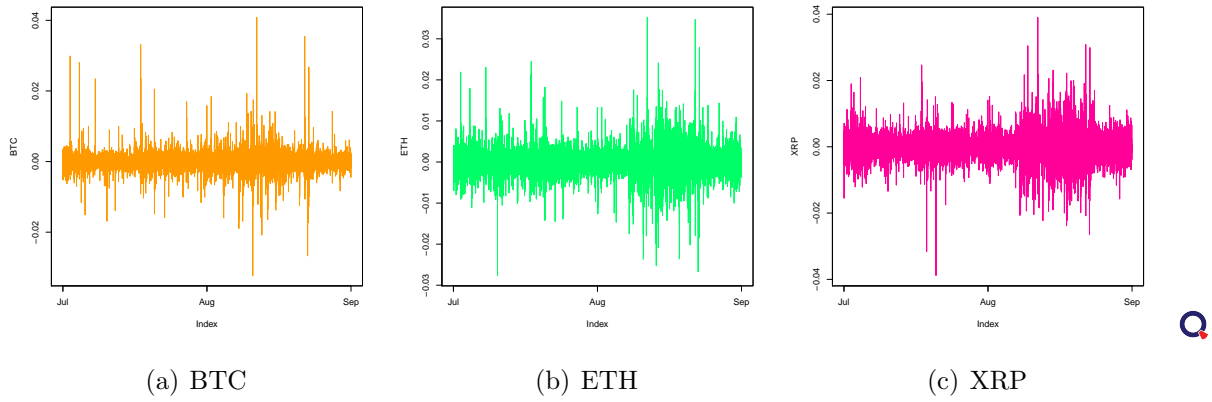 BTC
0.04
0.02
0.00
−0.02
Jul
Aug
Sep
Index
ETH
0.03
0.02
0.01
0.00
−0.01
−0.02
−0.03
Jul
Aug
Sep
Index
XRP
0.04
0.02
0.00
−0.02
−0.04
Jul
Aug
Sep
Index
(a) BTC
(b) ETH
(c) XRP